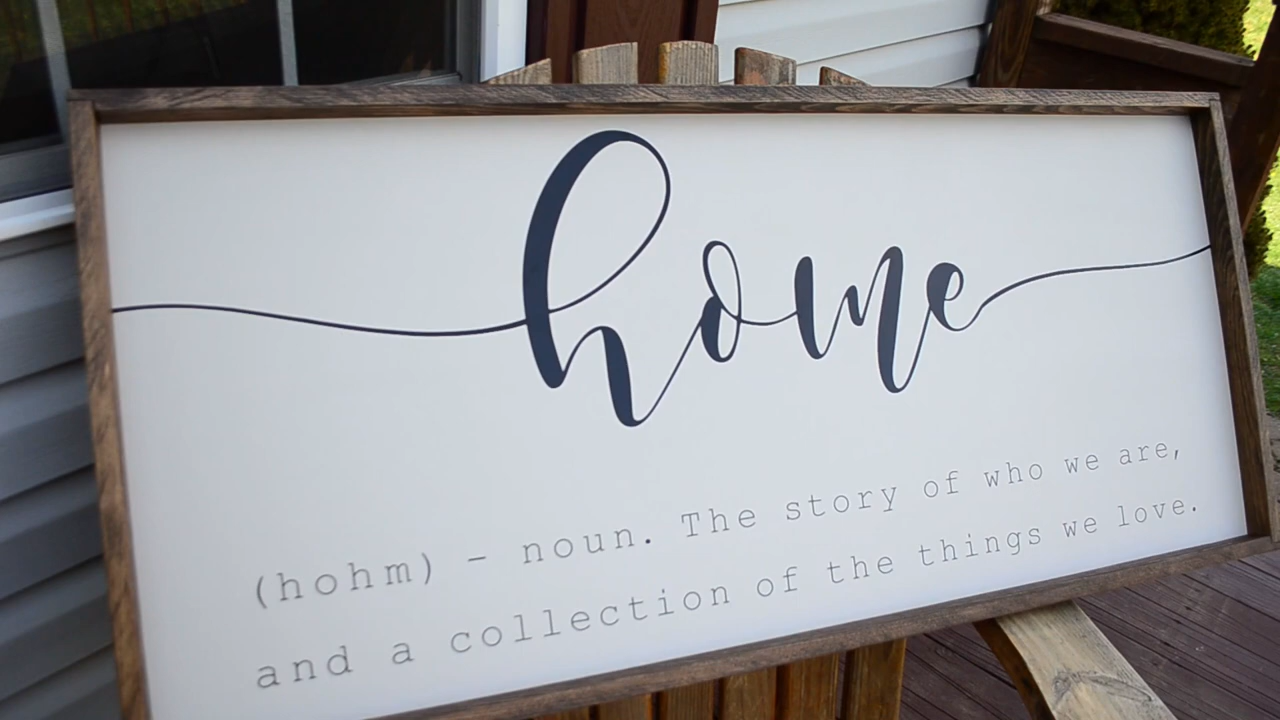 home
(hohm) - noun. The story of who we are,
and a collection of the things we love.